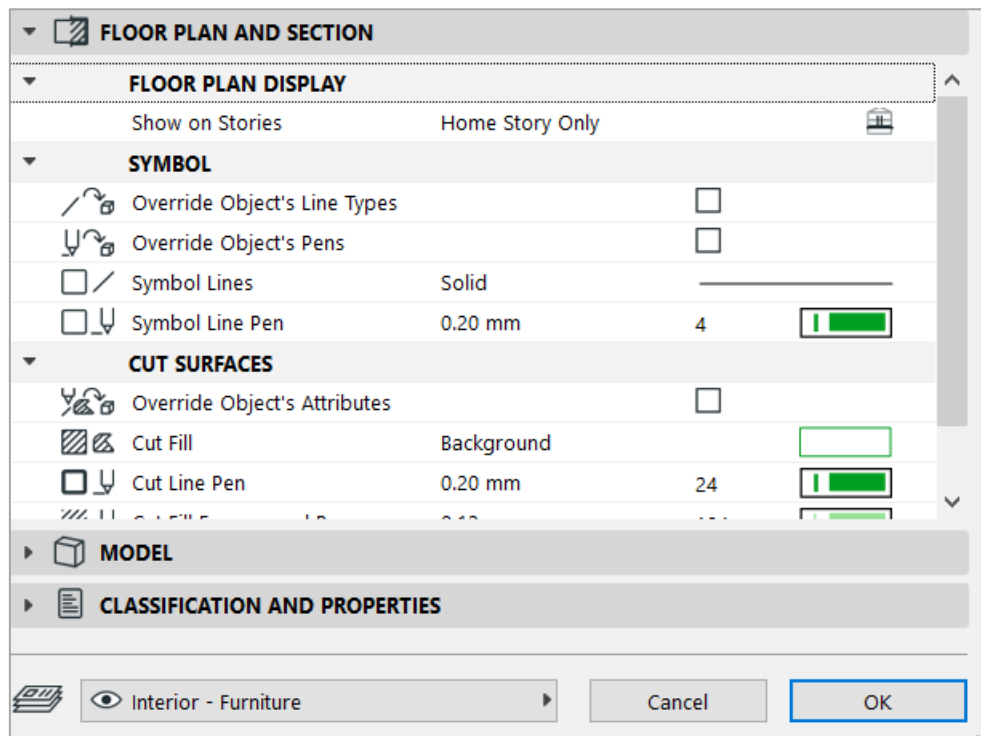 FLOOR PLAN AND SECTION
FLOOR PLAN DISPLAY
Show on Stories Home Story Only
SYMBOL
Override Object's Line Types
Override Object's Pens
Symbol Lines Solid
Symbol Line Pen 0.20 mm 4
CUT SURFACES
Override Object's Attributes
Cut Fill Background
Cut Line Pen 0.20 mm 24
MODEL
CLASSIFICATION AND PROPERTIES
Interior - Furniture Cancel OK